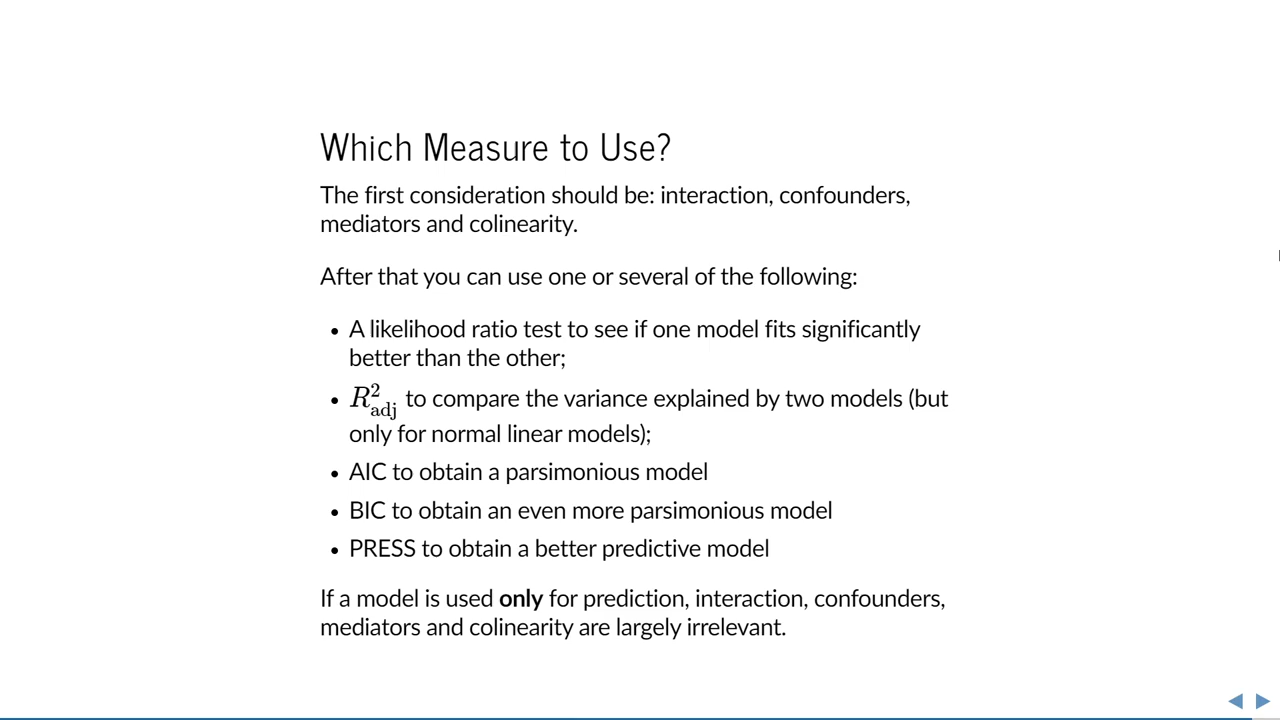 Which Measure to Use?
The first consideration should be: interaction, confounders,
mediators and colinearity.
After that you can use one or several of the following:
• A likelihood ratio test to see if one model fits significantly
better than the other;
• R²adj to compare the variance explained by two models (but
only for normal linear models);
• AIC to obtain a parsimonious model
• BIC to obtain an even more parsimonious model
• PRESS to obtain a better predictive model
If a model is used only for prediction, interaction, confounders,
mediators and colinearity are largely irrelevant.